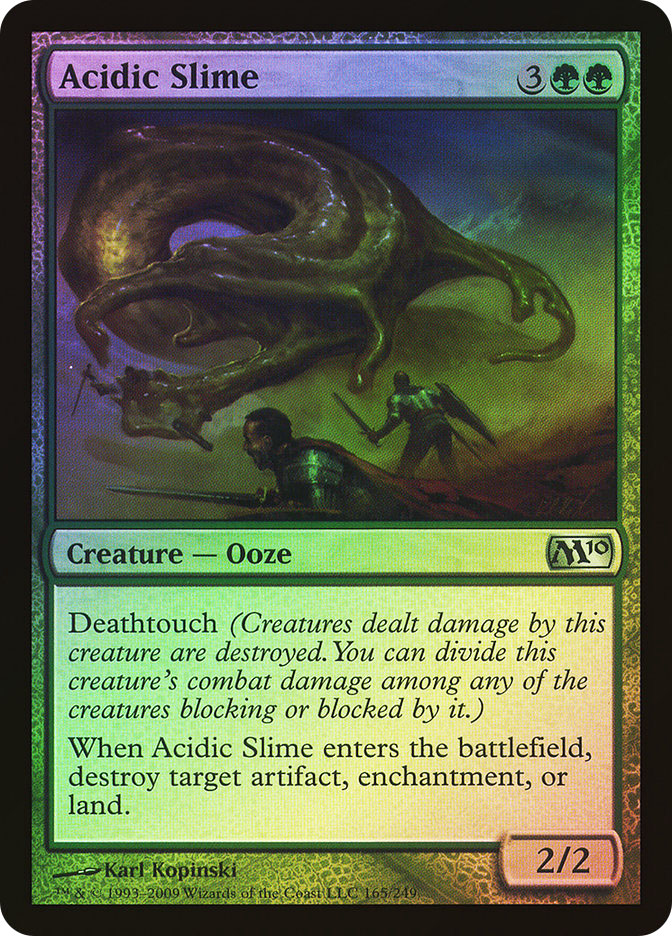 Acidic Slime 3
Creature — Ooze M10
Deathtouch (Creatures dealt damage by this
creature are destroyed. You can divide this
creature's combat damage among any of the
creatures blocking or blocked by it.)
When Acidic Slime enters the battlefield,
destroy target artifact, enchantment, or
land.
2/2
Karl Kopinski
™ & © 1993–2009 Wizards of the Coast LLC 165/249